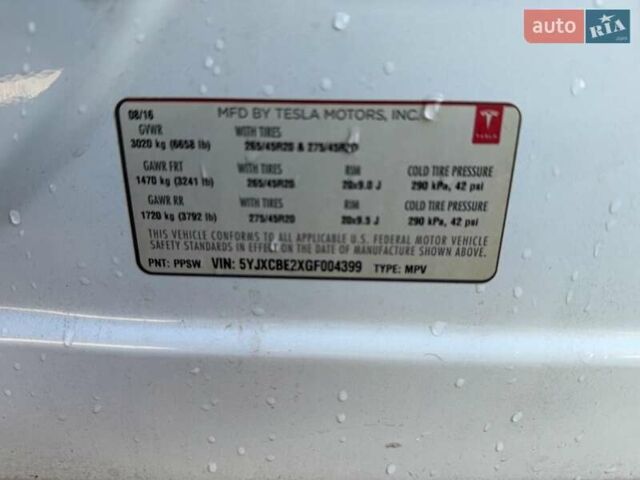 auto RIA.com
08/16 MFD BY TESLA MOTORS, INC. TESLA
GVWR WITH TIRES
3020 kg (6658 lb) 265/45R20 & 275/45R20
GAWR FRT WITH TIRES RIM COLD TIRE PRESSURE
1470 kg (3241 lb) 265/45R20 20x9.0 J 290 kPa, 42 psi
GAWR RR WITH TIRES RIM COLD TIRE PRESSURE
1720 kg (3792 lb) 275/45R20 20x9.5 J 290 kPa, 42 psi
THIS VEHICLE CONFORMS TO ALL APPLICABLE U.S. FEDERAL MOTOR VEHICLE
SAFETY STANDARDS IN EFFECT ON THE DATE OF MANUFACTURE SHOWN ABOVE.
PNT: PPSW VIN: 5YJXCBE2XGF004399 TYPE: MPV